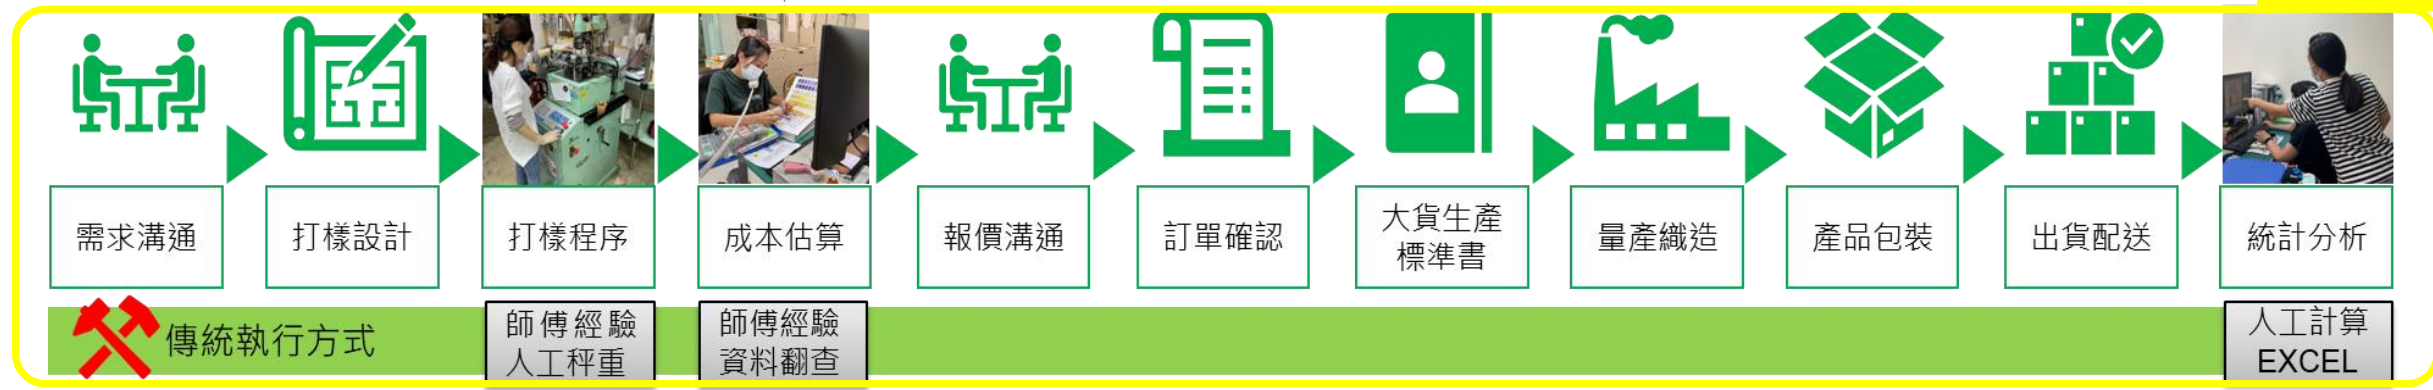 需求溝通
打樣設計
打樣程序
成本估算
報價溝通
訂單確認
大貨生產
標準書
量產織造
產品包裝
出貨配送
統計分析
傳統執行方式
師傅經驗
人工秤重
師傅經驗
資料翻查
人工計算
EXCEL